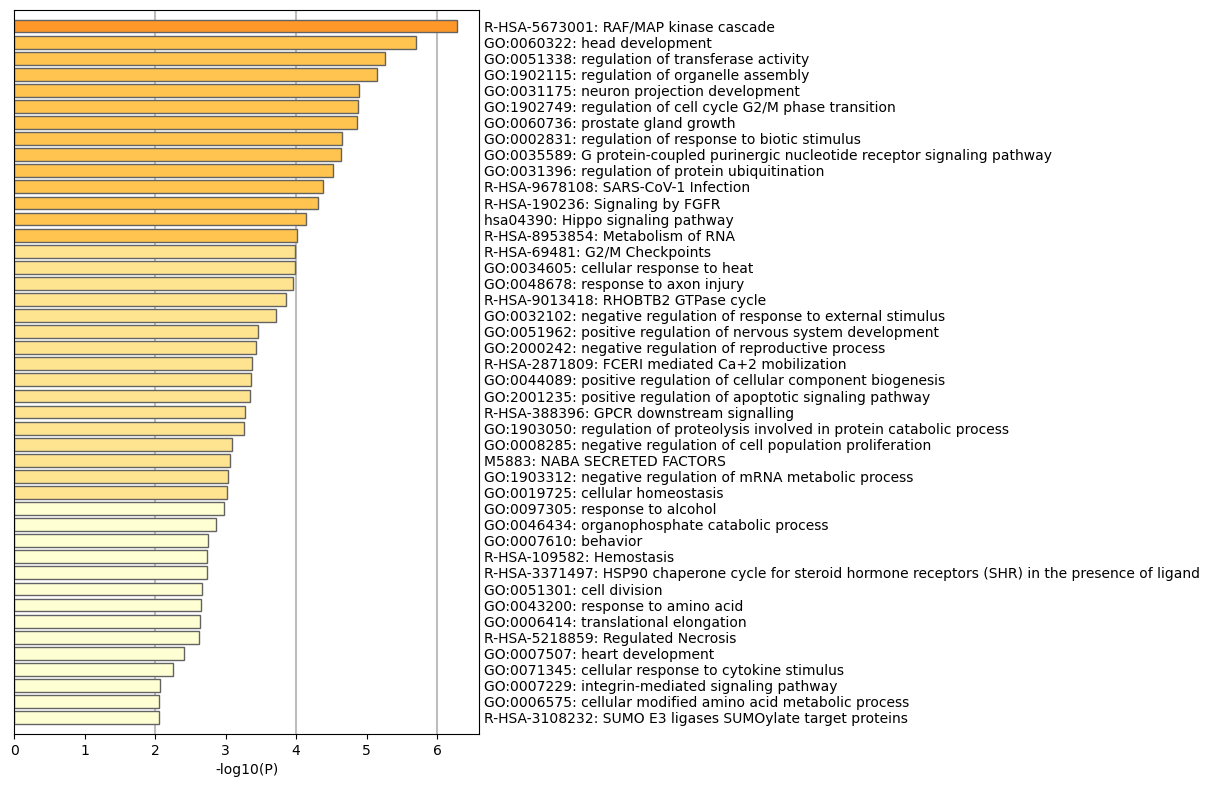 R-HSA-5673001: RAF/MAP kinase cascade
GO:0060322: head development
GO:0051338: regulation of transferase activity
GO:1902115: regulation of organelle assembly
GO:0031175: neuron projection development
GO:1902749: regulation of cell cycle G2/M phase transition
GO:0060736: prostate gland growth
GO:0002831: regulation of response to biotic stimulus
GO:0035589: G protein-coupled purinergic nucleotide receptor signaling pathway
GO:0031396: regulation of protein ubiquitination
R-HSA-9678108: SARS-CoV-1 Infection
R-HSA-190236: Signaling by FGFR
hsa04390: Hippo signaling pathway
R-HSA-8953854: Metabolism of RNA
R-HSA-69481: G2/M Checkpoints
GO:0034605: cellular response to heat
GO:0048678: response to axon injury
R-HSA-9013418: RHOBTB2 GTPase cycle
GO:0032102: negative regulation of response to external stimulus
GO:0051962: positive regulation of nervous system development
GO:2000242: negative regulation of reproductive process
R-HSA-2871809: FCERI mediated Ca+2 mobilization
GO:0044089: positive regulation of cellular component biogenesis
GO:2001235: positive regulation of apoptotic signaling pathway
R-HSA-388396: GPCR downstream signalling
GO:1903050: regulation of proteolysis involved in protein catabolic process
GO:0008285: negative regulation of cell population proliferation
M5883: NABA SECRETED FACTORS
GO:1903312: negative regulation of mRNA metabolic process
GO:0019725: cellular homeostasis
GO:0097305: response to alcohol
GO:0046434: organophosphate catabolic process
GO:0007610: behavior
R-HSA-109582: Hemostasis
R-HSA-3371497: HSP90 chaperone cycle for steroid hormone receptors (SHR) in the presence of ligand
GO:0051301: cell division
GO:0043200: response to amino acid
GO:0006414: translational elongation
R-HSA-5218859: Regulated Necrosis
GO:0007507: heart development
GO:0071345: cellular response to cytokine stimulus
GO:0007229: integrin-mediated signaling pathway
GO:0006575: cellular modified amino acid metabolic process
R-HSA-3108232: SUMO E3 ligases SUMOylate target proteins
0 1 2 3 4 5 6
-log10(P)